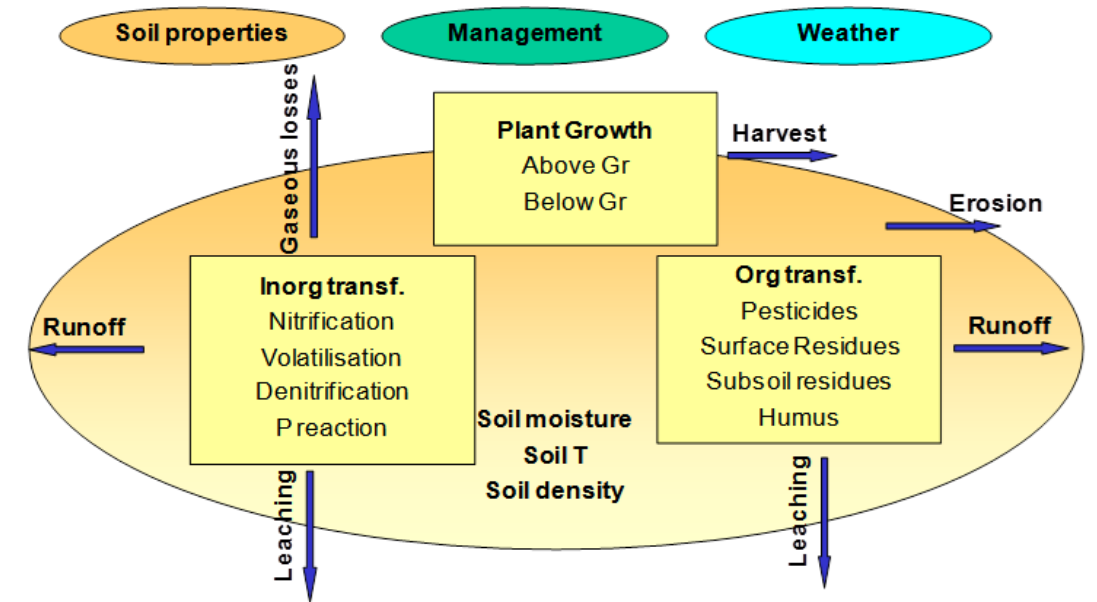 Soil properties
Management
Weather
Gaseous losses
Plant Growth
Above Gr
Below Gr
Harvest
Erosion
Inorg transf.
Nitrification
Volatilisation
Denitrification
P reaction
Org transf.
Pesticides
Surface Residues
Subsoil residues
Humus
Runoff
Runoff
Soil moisture
Soil T
Soil density
Leaching
Leaching